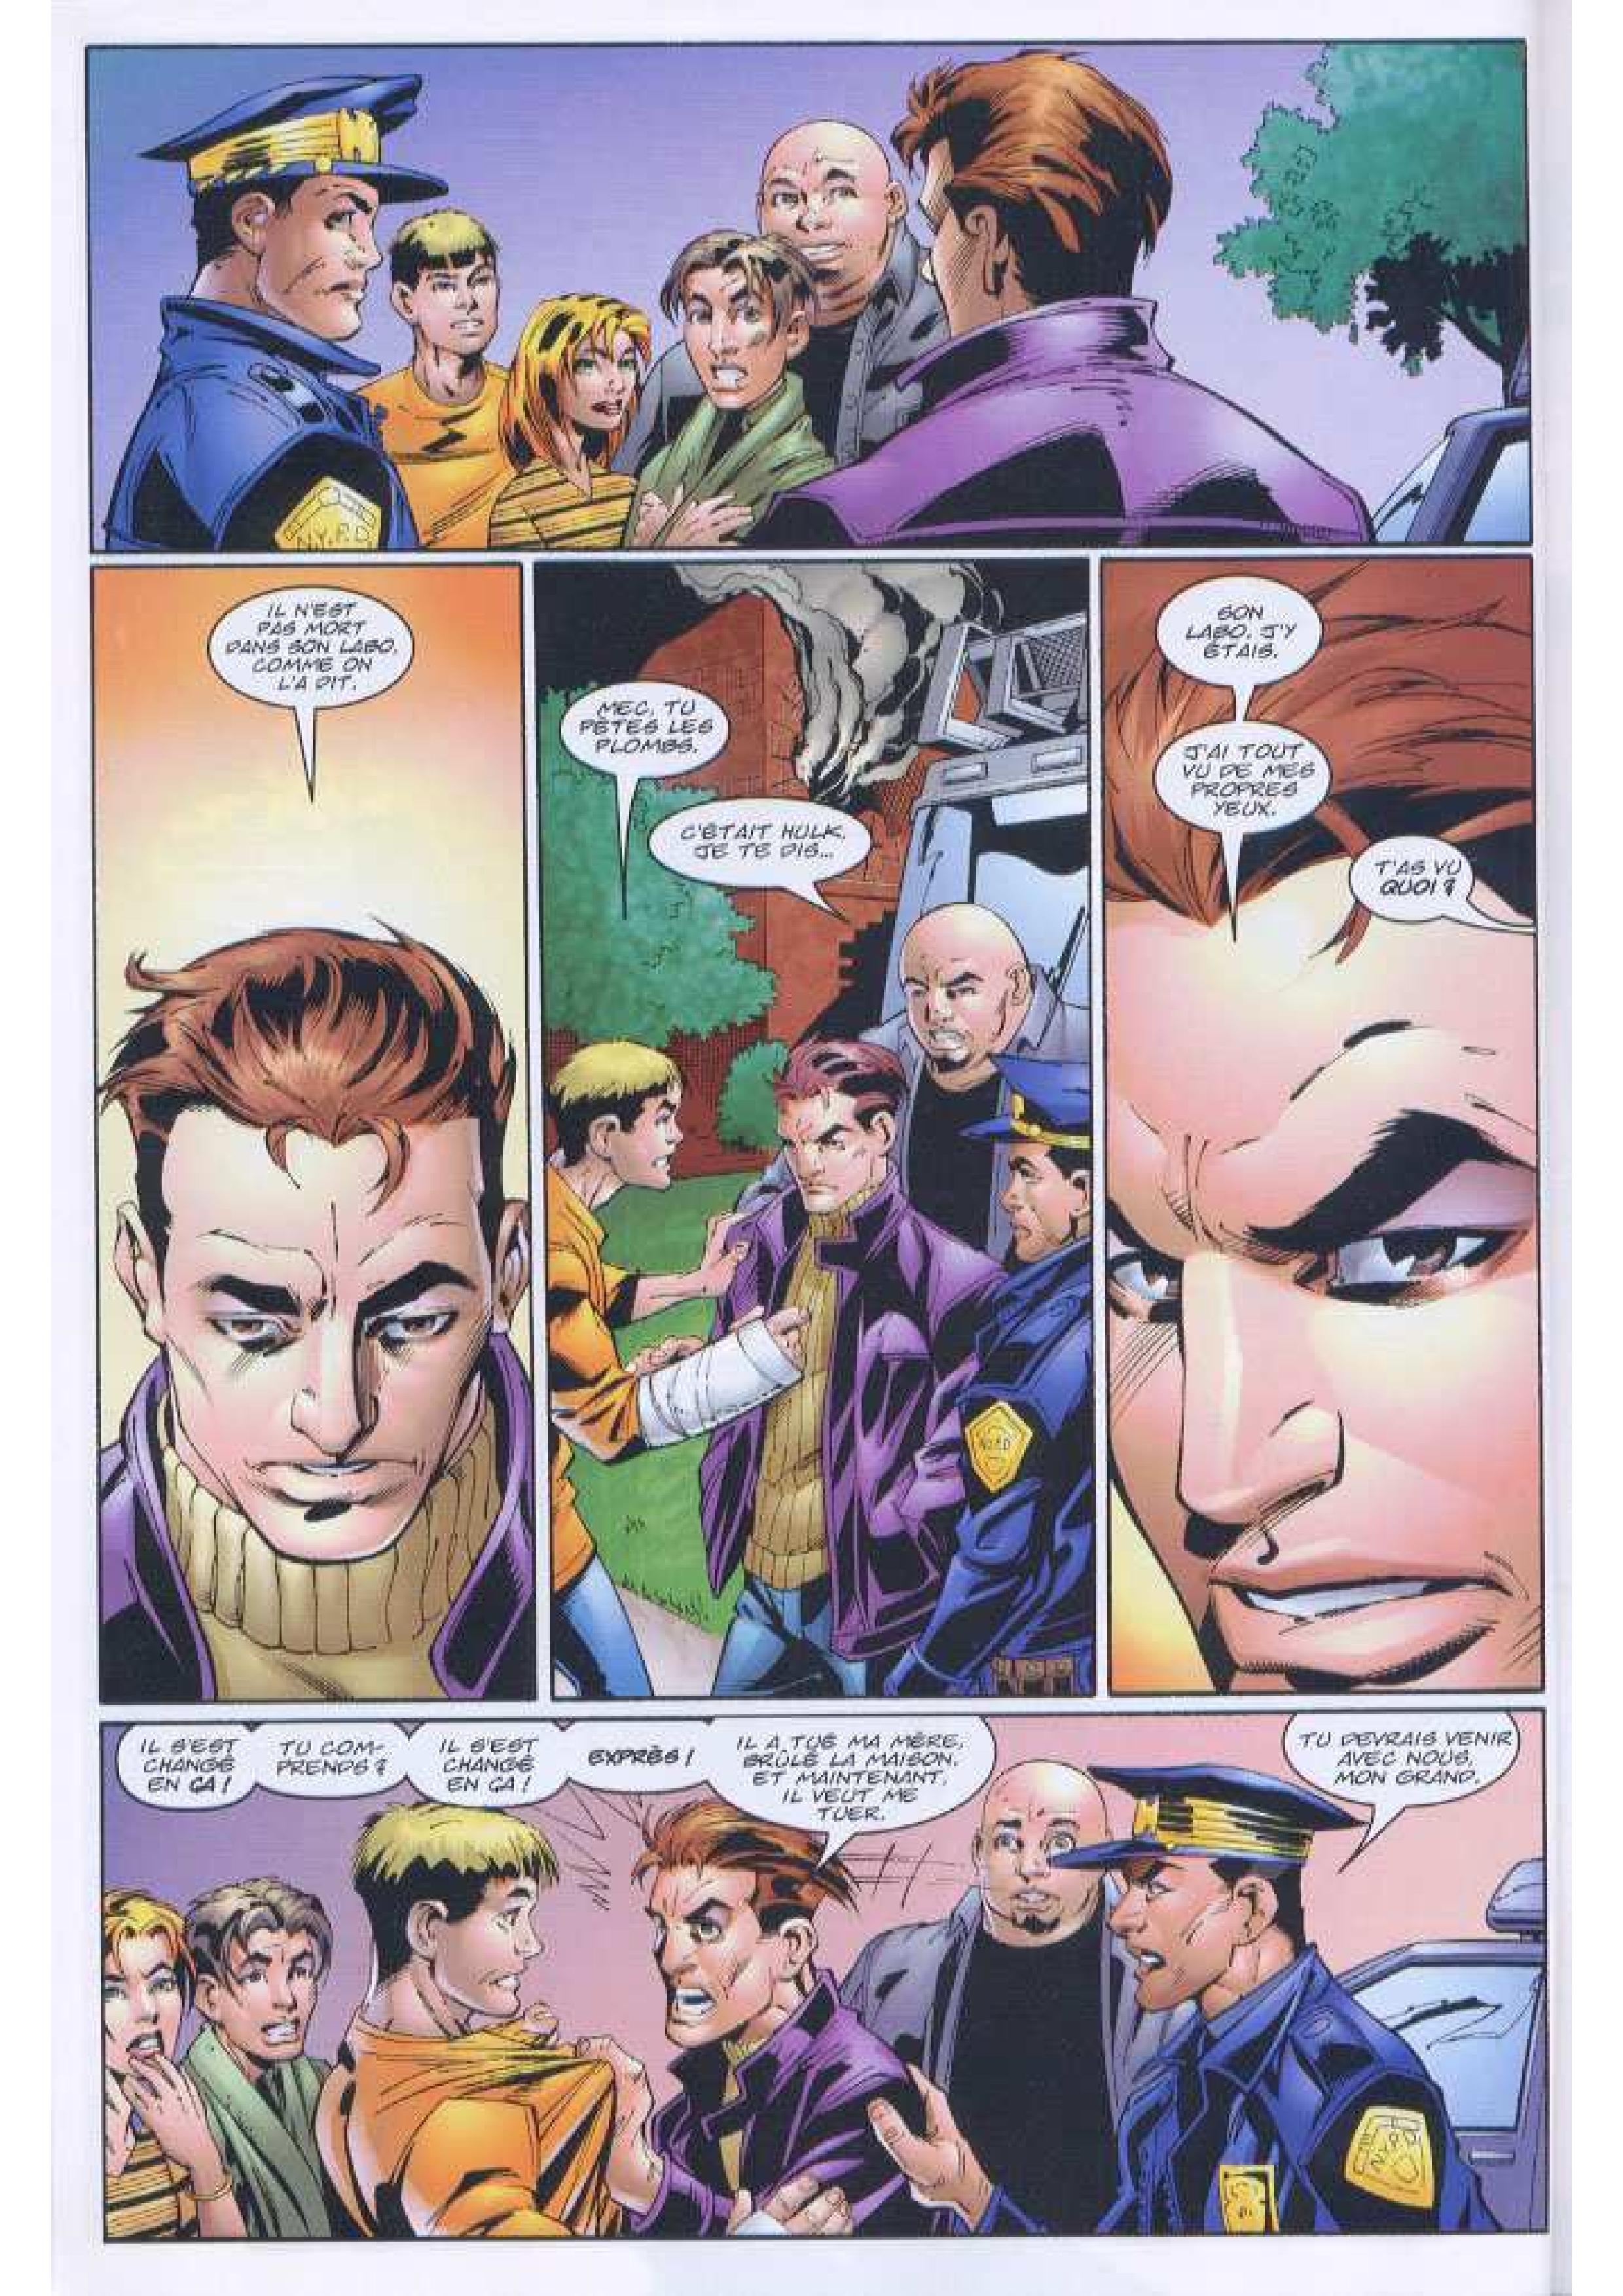 N.Y.P.D
IL N'EST
PAS MORT
DANS SON LABO,
COMME ON
L'A DIT.
MEC, TU
PÈTES LES
PLOMBS.
C'ÉTAIT HULK,
JE TE DIS...
N.Y.P.D
SON
LABO. J'Y
ÉTAIS.
J'AI TOUT
VU DE MES
PROPRES
YEUX.
T'AS VU
QUOI ?
IL S'EST
CHANGÉ
EN ÇA !
TU COM-
PRENDS ?
IL S'EST
CHANGÉ
EN ÇA !
EXPRÈS !
IL A TUÉ MA MÈRE,
BRÛLÉ LA MAISON.
ET MAINTENANT,
IL VEUT ME
TUER.
TU DEVRAIS VENIR
AVEC NOUS,
MON GRAND.
N.Y.P.D